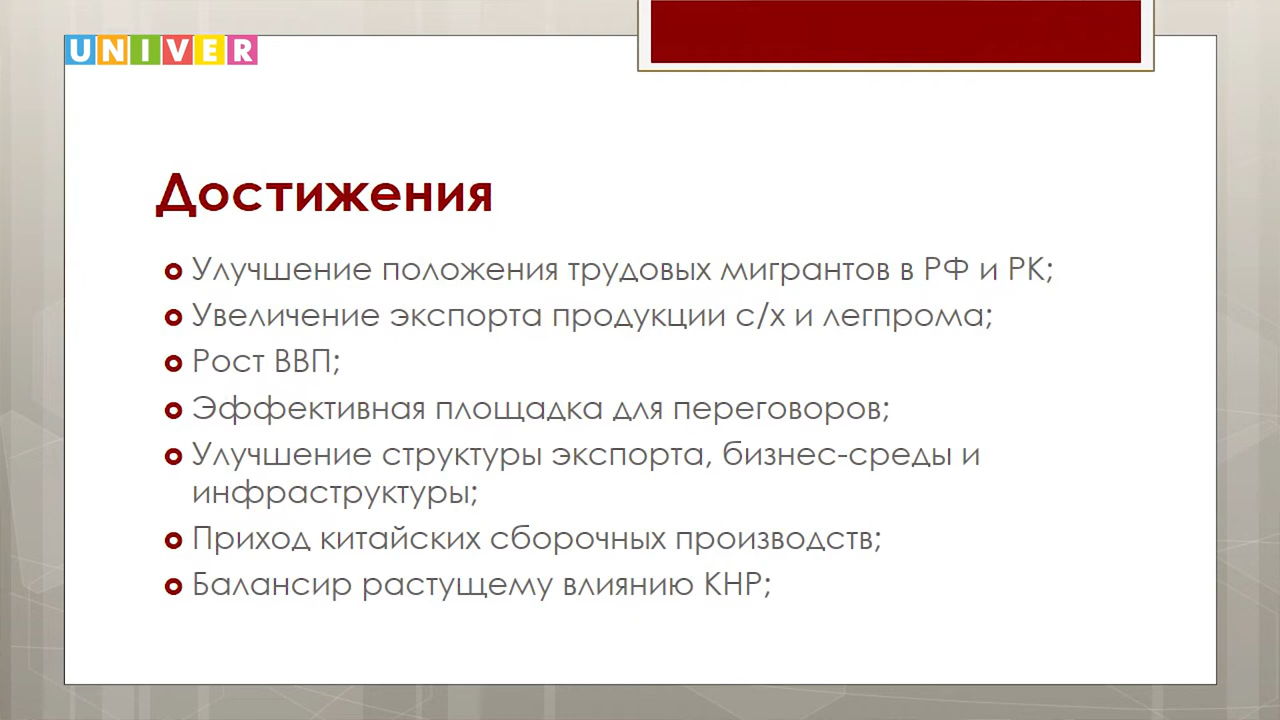 UNIVER
Достижения
Улучшение положения трудовых мигрантов в РФ и РК;
Увеличение экспорта продукции с/х и легпрома;
Рост ВВП;
Эффективная площадка для переговоров;
Улучшение структуры экспорта, бизнес-среды и
инфраструктуры;
Приход китайских сборочных производств;
Балансир растущему влиянию КНР;